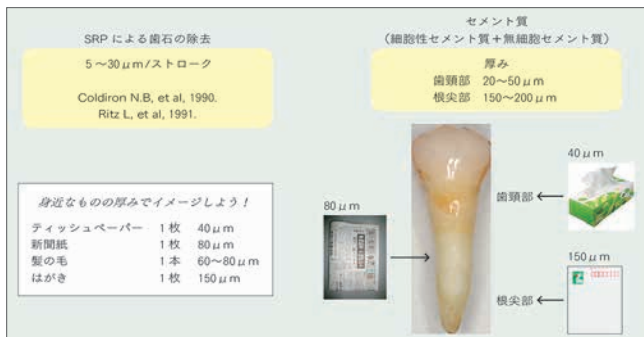 SRP による歯石の除去
5～30μm/ストローク
Coldiron N.B, et al, 1990.
Ritz L, et al, 1991.
セメント質
（細胞性セメント質＋無細胞セメント質）
厚み
歯頸部 20～50μm
根尖部 150～200μm
身近なものの厚みでイメージしよう！
ティッシュペーパー 1枚 40μm
新聞紙 1枚 80μm
髪の毛 1本 60～80μm
はがき 1枚 150μm
80μm
歯頸部
40μm
根尖部
150μm